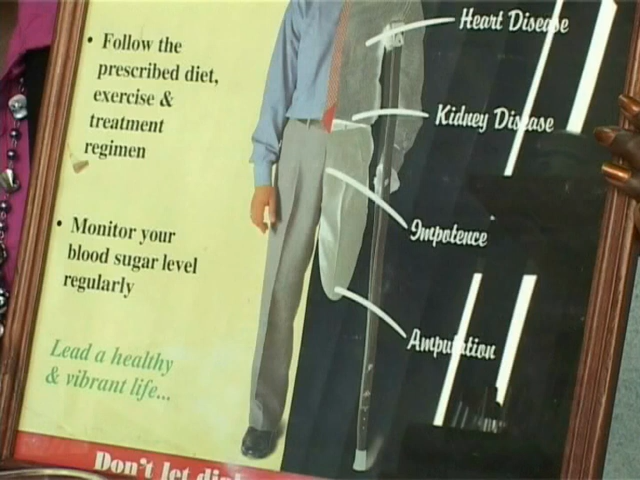 • Follow the
prescribed diet,
exercise &
treatment
regimen
• Monitor your
blood sugar level
regularly
Lead a healthy
& vibrant life...
Heart Disease
Kidney Disease
Impotence
Amputation
Don't let